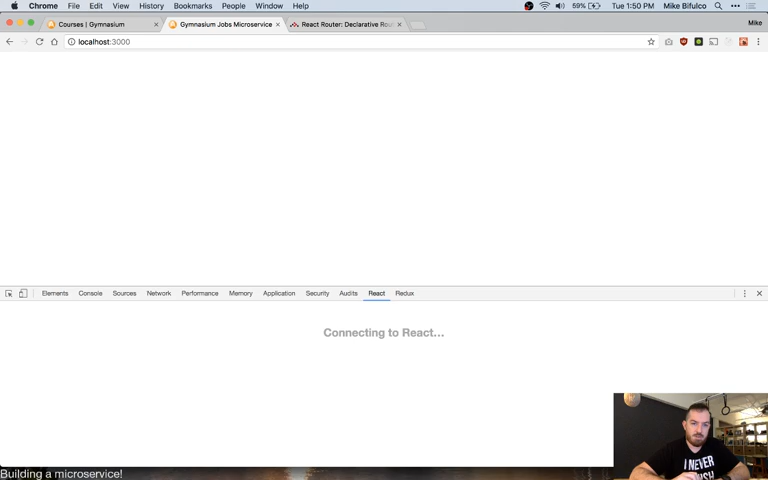 Chrome File Edit View History Bookmarks People Window Help 59% Tue 1:50 PM Mike Bifulco
Courses | Gymnasium Gymnasium Jobs Microservice React Router: Declarative Rou Mike
localhost:3000
Elements Console Sources Network Performance Memory Application Security Audits React Redux
Connecting to React...
I NEVER
Building a microservice!